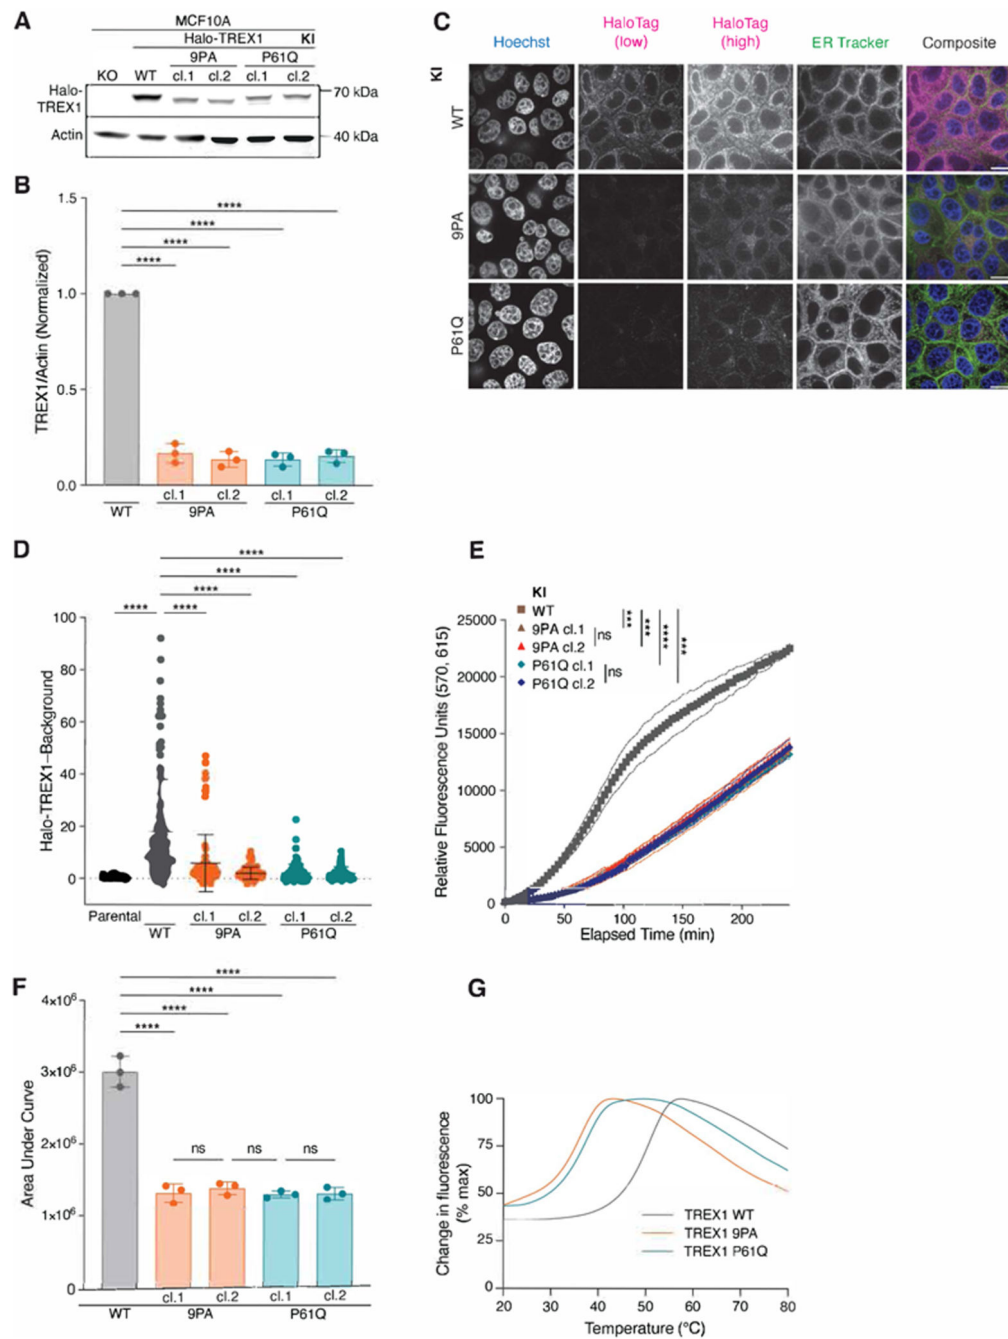 A
MCF10A
Halo-TREX1 KI
9PA P61Q
KO WT cl.1 cl.2 cl.1 cl.2
Halo-
TREX1
70 kDa
Actin
40 kDa
B
TREX1/Actin (Normalized)
1.5
1.0
0.5
0.0
****
****
****
****
cl.1 cl.2 cl.1 cl.2
WT 9PA P61Q
C
Hoechst
HaloTag
(low)
HaloTag
(high)
ER Tracker
Composite
KI
WT
9PA
P61Q
D
Halo-TREX1–Background
100
80
60
40
20
0
****
****
****
**** ****
Parental
cl.1 cl.2 cl.1 cl.2
WT 9PA P61Q
E
KI
WT
9PA cl.1
9PA cl.2
P61Q cl.1
P61Q cl.2
ns
ns
***
***
****
***
Relative Fluorescence Units (570, 615)
25000
20000
15000
10000
5000
0
0 50 100 150 200
Elapsed Time (min)
F
Area Under Curve
4×10⁶
3×10⁶
2×10⁶
1×10⁶
0
****
****
****
****
ns ns ns
cl.1 cl.2 cl.1 cl.2
WT 9PA P61Q
G
Change in fluorescence
(% max)
100
75
50
25
0
TREX1 WT
TREX1 9PA
TREX1 P61Q
20 30 40 50 60 70 80
Temperature (°C)